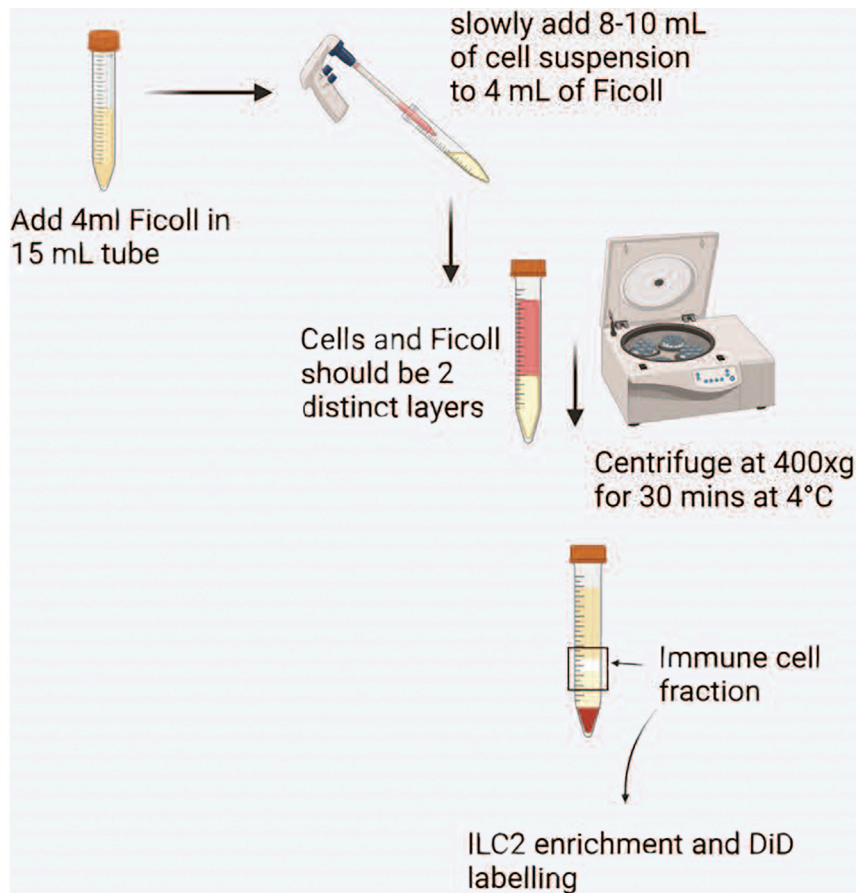 slowly add 8-10 mL
of cell suspension
to 4 mL of Ficoll
Add 4ml Ficoll in
15 mL tube
Cells and Ficoll
should be 2
distinct layers
Centrifuge at 400xg
for 30 mins at 4°C
Immune cell
fraction
ILC2 enrichment and DiD
labelling